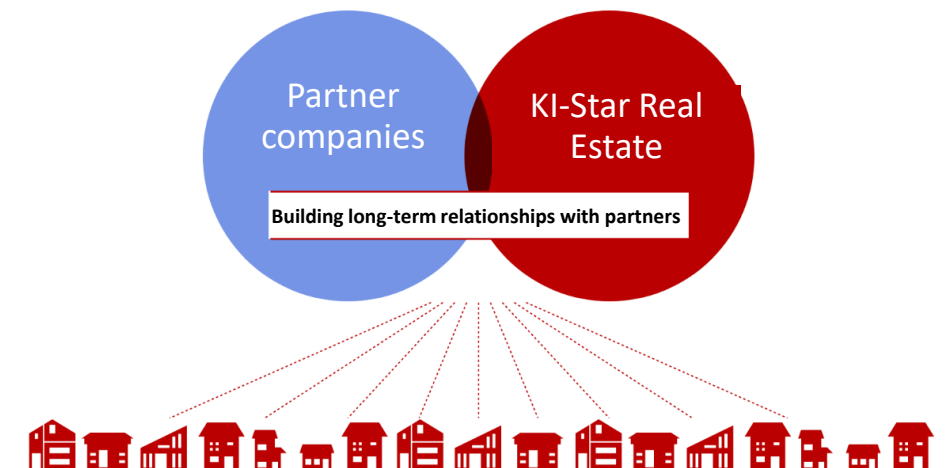 Partner
companies
KI-Star Real
Estate
Building long-term relationships with partners